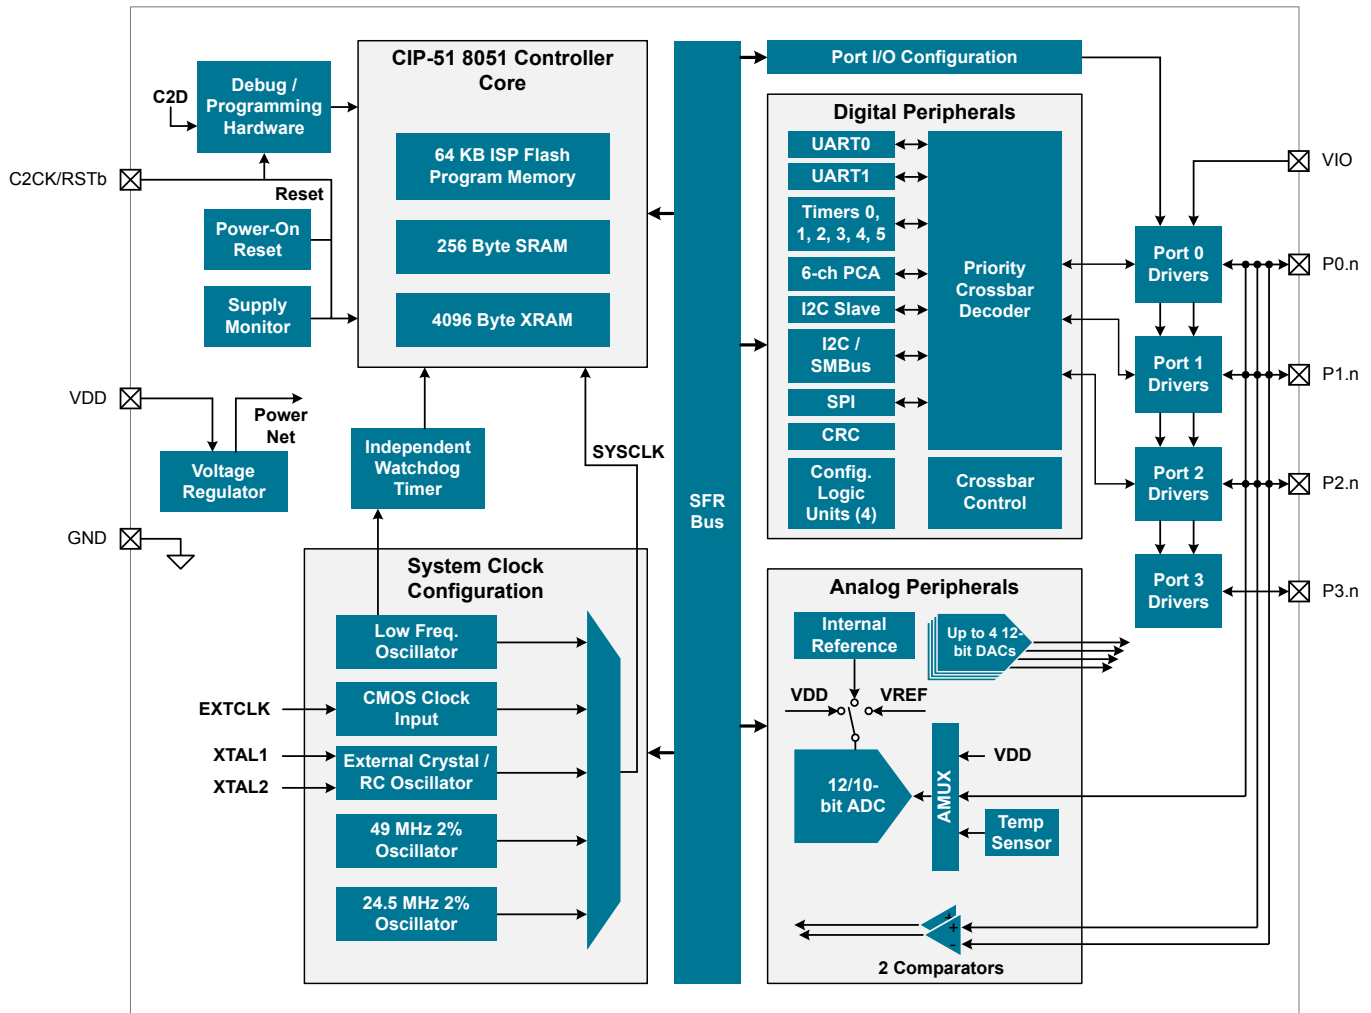 CIP-51 8051 Controller
Core
64 KB ISP Flash
Program Memory
256 Byte SRAM
4096 Byte XRAM
C2D
Debug /
Programming
Hardware
C2CK/RSTb
Reset
Power-On
Reset
Supply
Monitor
VDD
Power
Net
Voltage
Regulator
GND
Independent
Watchdog
Timer
SYSCLK
System Clock
Configuration
Low Freq.
Oscillator
EXTCLK
CMOS Clock
Input
XTAL1
XTAL2
External Crystal /
RC Oscillator
49 MHz 2%
Oscillator
24.5 MHz 2%
Oscillator
SFR
Bus
Port I/O Configuration
Digital Peripherals
UART0
UART1
Timers 0,
1, 2, 3, 4, 5
6-ch PCA
I2C Slave
I2C /
SMBus
SPI
CRC
Config.
Logic
Units (4)
Priority
Crossbar
Decoder
Crossbar
Control
Analog Peripherals
Internal
Reference
Up to 4 12-
bit DACs
VDD
VREF
12/10-
bit ADC
AMUX
VDD
Temp
Sensor
+
+
-
2 Comparators
Port 0
Drivers
Port 1
Drivers
Port 2
Drivers
Port 3
Drivers
VIO
P0.n
P1.n
P2.n
P3.n